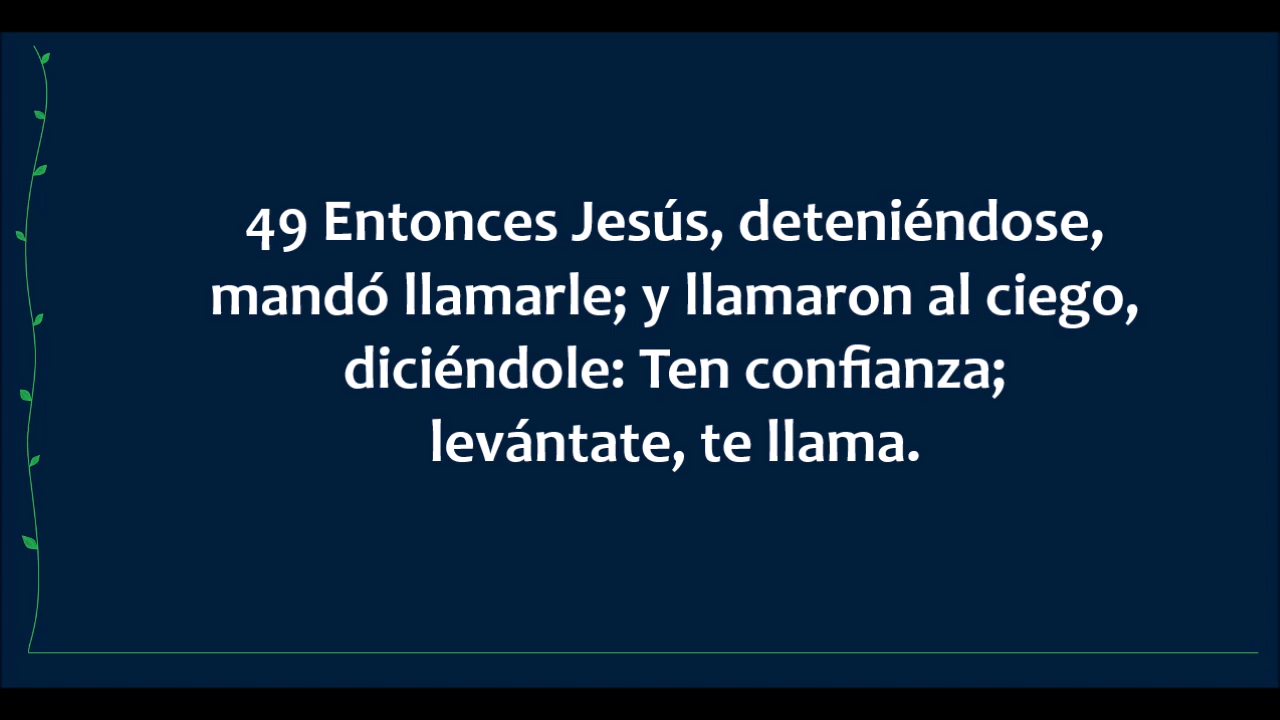 49 Entonces Jesús, deteniéndose,
mandó llamarle; y llamaron al ciego,
diciéndole: Ten confianza;
levántate, te llama.